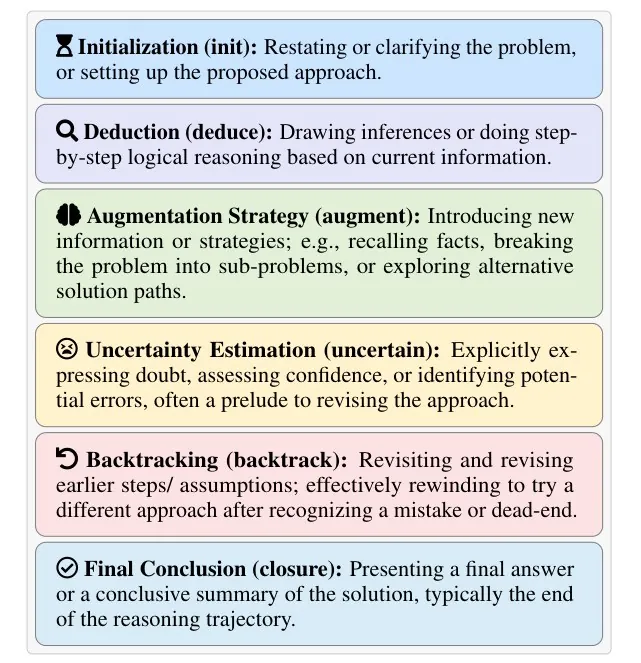 Initialization (init): Restating or clarifying the problem,
or setting up the proposed approach.
Deduction (deduce): Drawing inferences or doing step-
by-step logical reasoning based on current information.
Augmentation Strategy (augment): Introducing new
information or strategies; e.g., recalling facts, breaking
the problem into sub-problems, or exploring alternative
solution paths.
Uncertainty Estimation (uncertain): Explicitly ex-
pressing doubt, assessing confidence, or identifying poten-
tial errors, often a prelude to revising the approach.
Backtracking (backtrack): Revisiting and revising
earlier steps/ assumptions; effectively rewinding to try a
different approach after recognizing a mistake or dead-end.
Final Conclusion (closure): Presenting a final answer
or a conclusive summary of the solution, typically the end
of the reasoning trajectory.